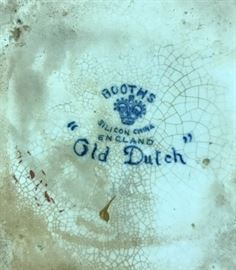 BOOTHS
SILICON CHINA
ENGLAND
"Old Dutch"